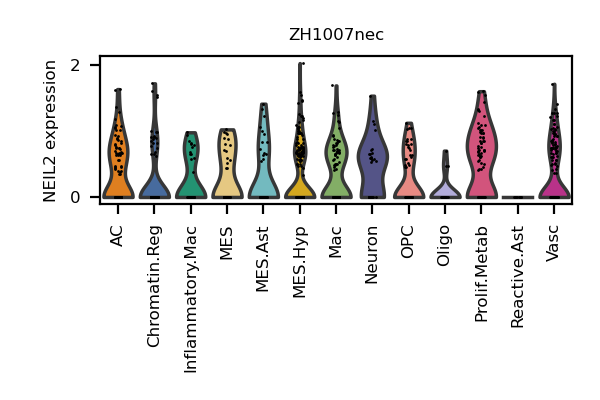 ZH1007nec
NEIL2 expression
2
0
AC
Chromatin.Reg
Inflammatory.Mac
MES
MES.Ast
MES.Hyp
Mac
Neuron
OPC
Oligo
Prolif.Metab
Reactive.Ast
Vasc